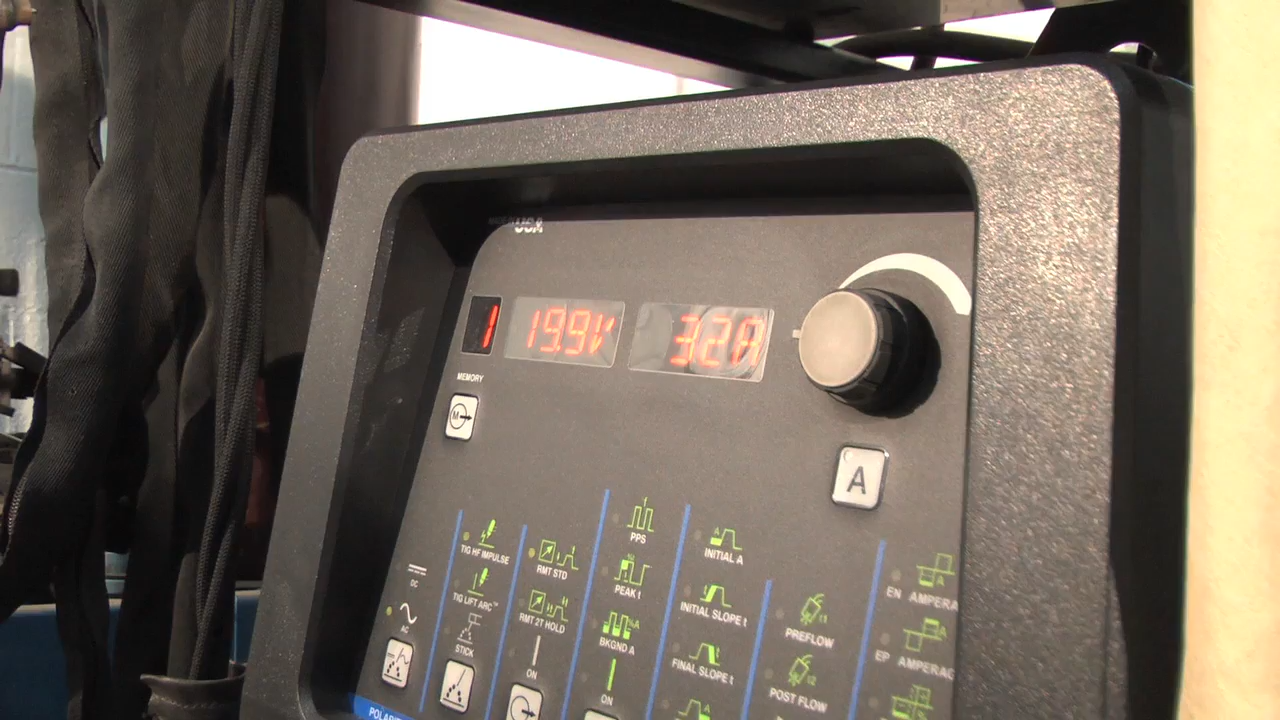 USA
1 19.9V 32A
MEMORY
M
A
DC
AC
TIG HF IMPULSE
TIG LIFT ARC™
STICK
RMT STD
RMT 2T HOLD
ON
PPS
PEAK t
BKGND A
ON
INITIAL A
INITIAL SLOPE t
FINAL SLOPE t
PREFLOW
POST FLOW
EN AMPERA
EP AMPERAG